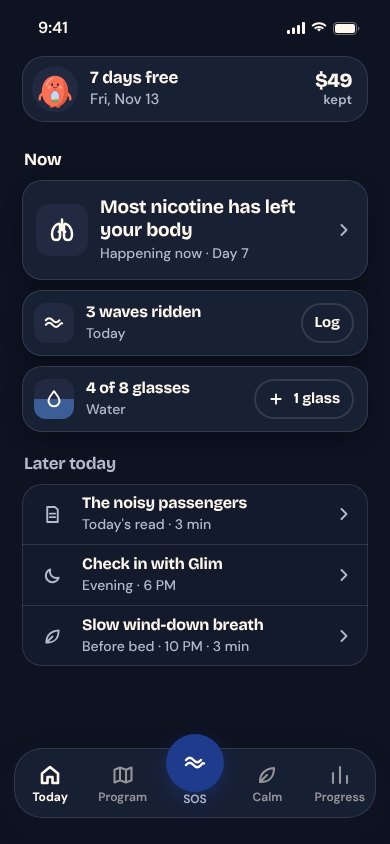 9:41
7 days free
Fri, Nov 13
$49
kept
Now
Most nicotine has left
your body
Happening now · Day 7
3 waves ridden
Today
Log
4 of 8 glasses
Water
+ 1 glass
Later today
The noisy passengers
Today's read · 3 min
Check in with Glim
Evening · 6 PM
Slow wind-down breath
Before bed · 10 PM · 3 min
Today
Program
SOS
Calm
Progress